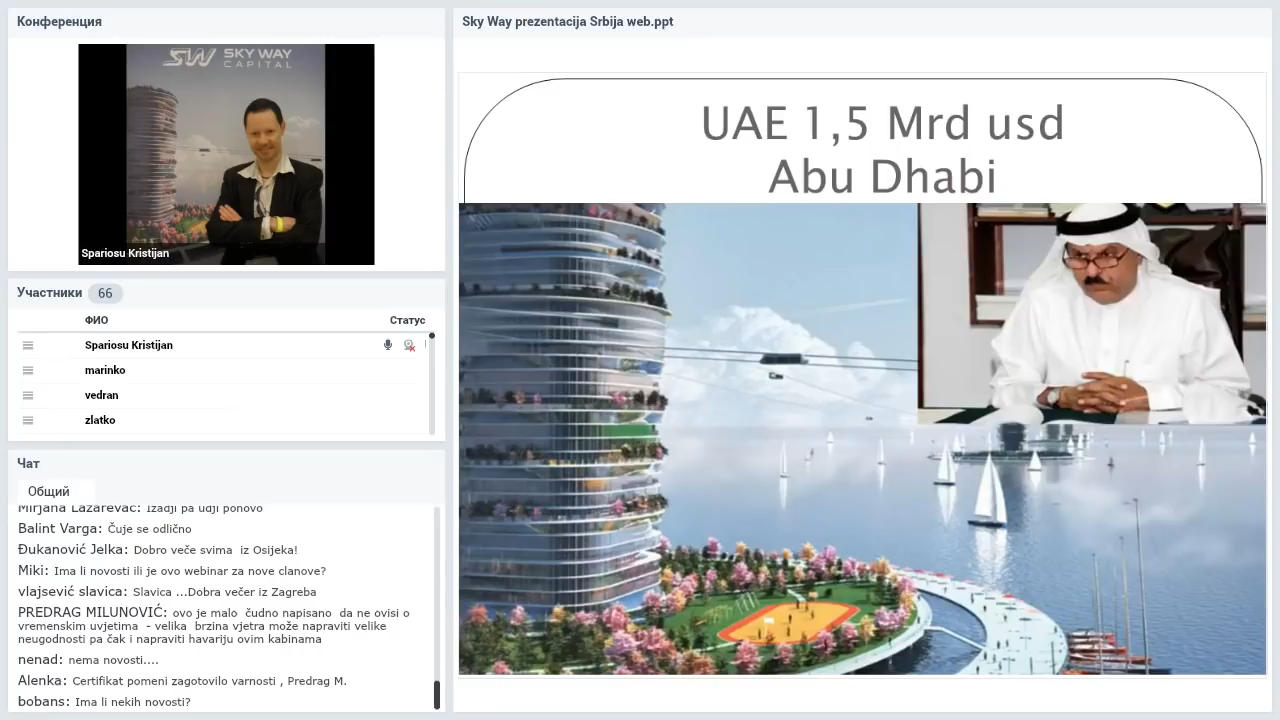 Конференция
SW SKY WAY
CAPITAL
Spariosu Kristijan
Участники 66
ФИО Статус
Spariosu Kristijan
marinko
vedran
zlatko
Чат
Общий
Mirjana Lazarevac: Izadji pa udji ponovo
Balint Varga: Čuje se odlično
Đukanović Jelka: Dobro veče svima iz Osijeka!
Miki: Ima li novosti ili je ovo webinar za nove clanove?
vlajsević slavica: Slavica ...Dobra večer iz Zagreba
PREDRAG MILUNOVIĆ: ovo je malo čudno napisano da ne ovisi o
vremenskim uvjetima - velika brzina vjetra može napraviti velike
neugodnosti pa čak i napraviti havariju ovim kabinama
nenad: nema novosti....
Alenka: Certifikat pomeni zagotovilo varnosti , Predrag M.
bobans: Ima li nekih novosti?
Sky Way prezentacija Srbija web.ppt
UAE 1,5 Mrd usd
Abu Dhabi